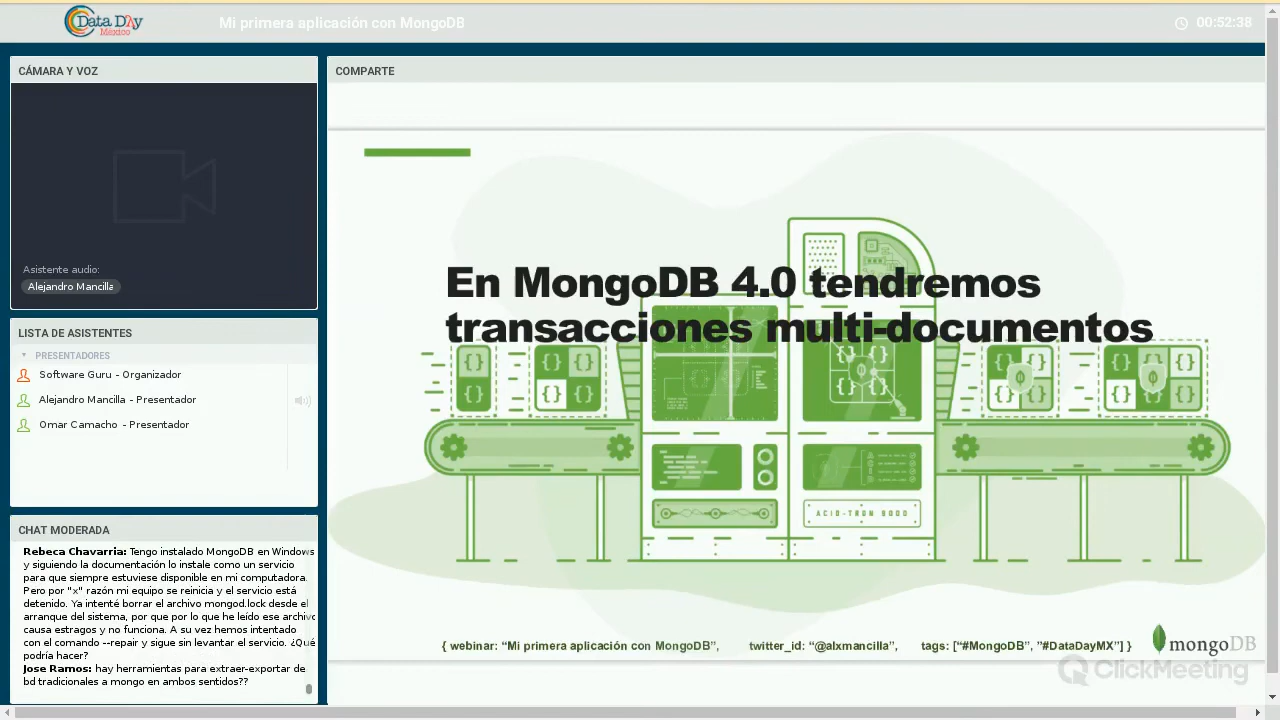 Data Day
México
Mi primera aplicación con MongoDB
00:52:38
CÁMARA Y VOZ
Asistente audio:
Alejandro Mancilla
LISTA DE ASISTENTES
PRESENTADORES
Software Guru - Organizador
Alejandro Mancilla - Presentador
Omar Camacho - Presentador
CHAT MODERADA
Rebeca Chavarria: Tengo instalado MongoDB en Windows
y siguiendo la documentación lo instale como un servicio
para que siempre estuviese disponible en mi computadora.
Pero por "x" razón mi equipo se reinicia y el servicio está
detenido. Ya intenté borrar el archivo mongod.lock desde el
arranque del sistema, por que por lo que he leído ese archivo
causa estragos y no funciona. A su vez hemos intentado
con el comando --repair y sigue sin levantar el servicio. ¿Qué
podría hacer?
Jose Ramos: hay herramientas para extraer-exportar de
bd tradicionales a mongo en ambos sentidos??
COMPARTE
En MongoDB 4.0 tendremos
transacciones multi-documentos
ACID-TRON 9000
{ webinar: “Mi primera aplicación con MongoDB”, twitter_id: “@alxmancilla”, tags: [“#MongoDB”, ”#DataDayMX”] }
mongoDB
ClickMeeting